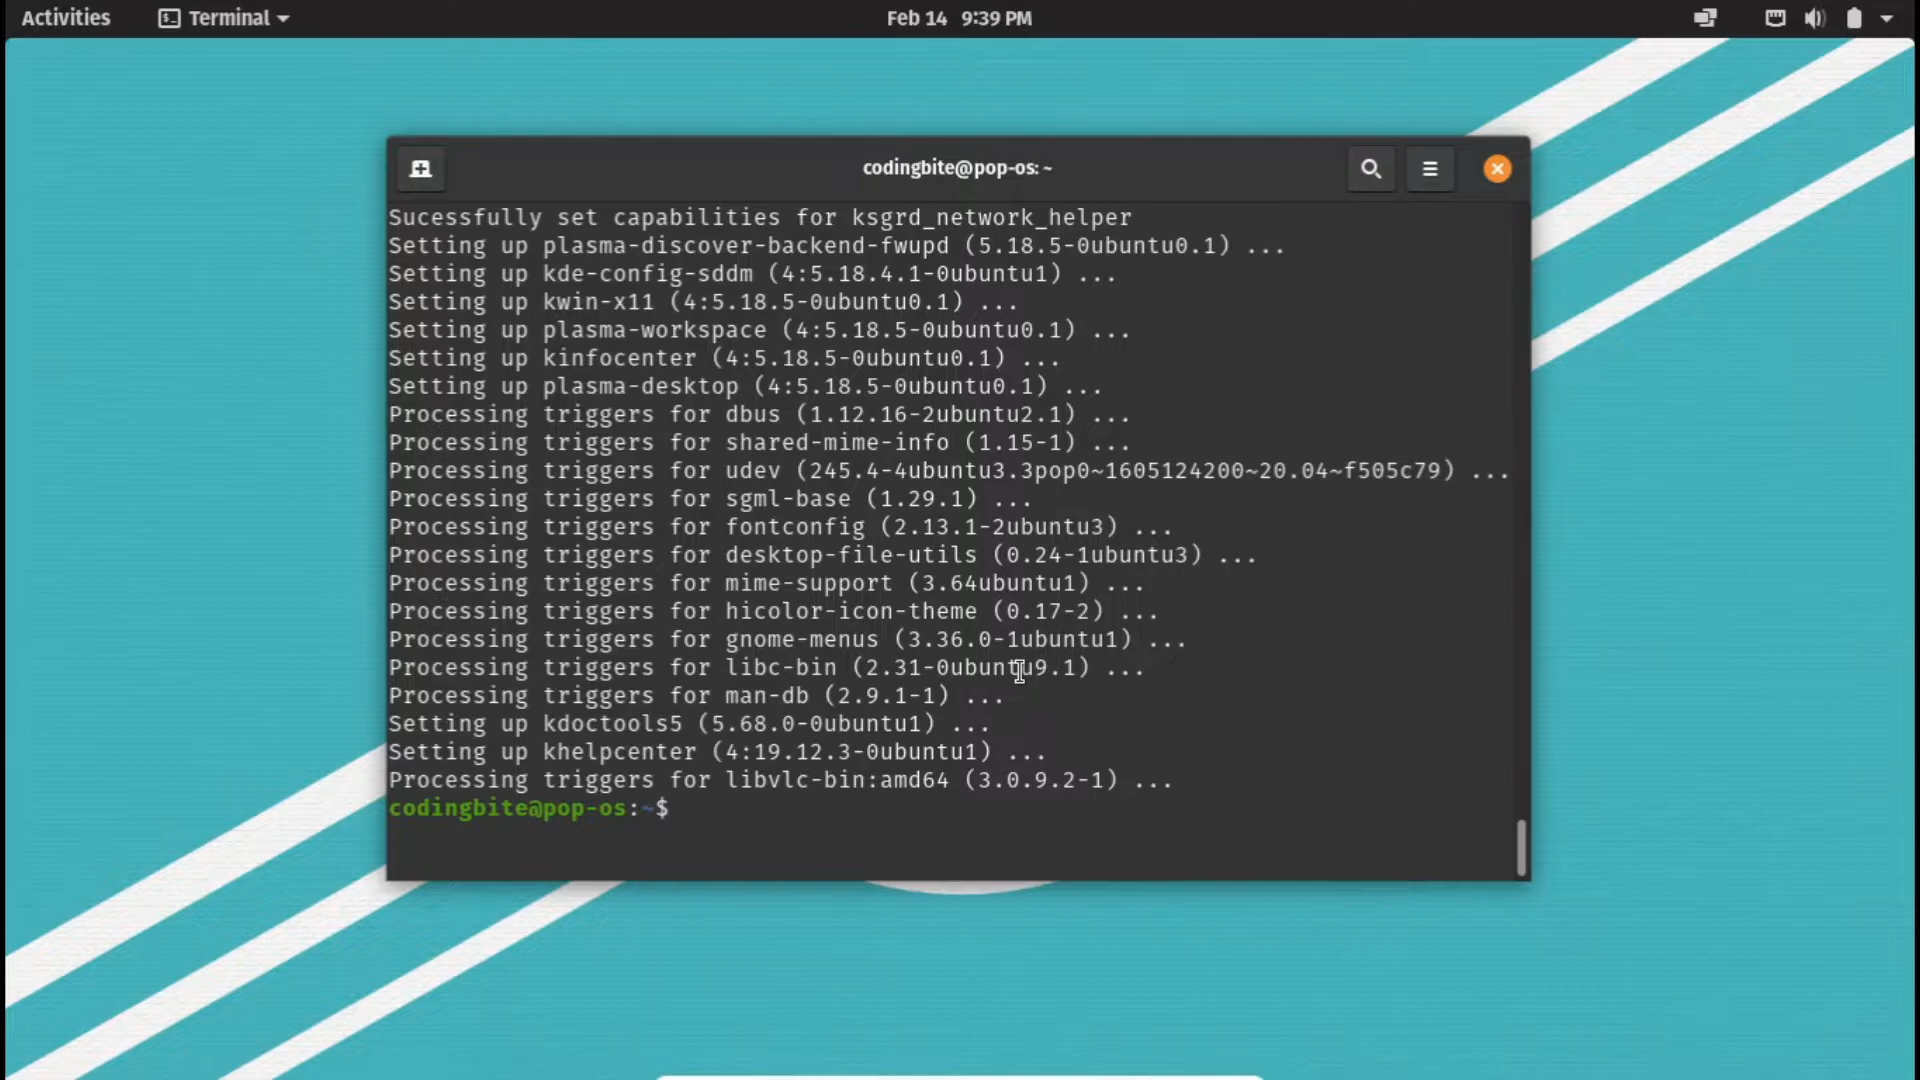 Activities Terminal Feb 14 9:39 PM
codingbite@pop-os: ~
Sucessfully set capabilities for ksgrd_network_helper
Setting up plasma-discover-backend-fwupd (5.18.5-0ubuntu0.1) ...
Setting up kde-config-sddm (4:5.18.4.1-0ubuntu1) ...
Setting up kwin-x11 (4:5.18.5-0ubuntu0.1) ...
Setting up plasma-workspace (4:5.18.5-0ubuntu0.1) ...
Setting up kinfocenter (4:5.18.5-0ubuntu0.1) ...
Setting up plasma-desktop (4:5.18.5-0ubuntu0.1) ...
Processing triggers for dbus (1.12.16-2ubuntu2.1) ...
Processing triggers for shared-mime-info (1.15-1) ...
Processing triggers for udev (245.4-4ubuntu3.3pop0~1605124200~20.04~f505c79) ...
Processing triggers for sgml-base (1.29.1) ...
Processing triggers for fontconfig (2.13.1-2ubuntu3) ...
Processing triggers for desktop-file-utils (0.24-1ubuntu3) ...
Processing triggers for mime-support (3.64ubuntu1) ...
Processing triggers for hicolor-icon-theme (0.17-2) ...
Processing triggers for gnome-menus (3.36.0-1ubuntu1) ...
Processing triggers for libc-bin (2.31-0ubuntu9.1) ...
Processing triggers for man-db (2.9.1-1) ...
Setting up kdoctools5 (5.68.0-0ubuntu1) ...
Setting up khelpcenter (4:19.12.3-0ubuntu1) ...
Processing triggers for libvlc-bin:amd64 (3.0.9.2-1) ...
codingbite@pop-os:~$